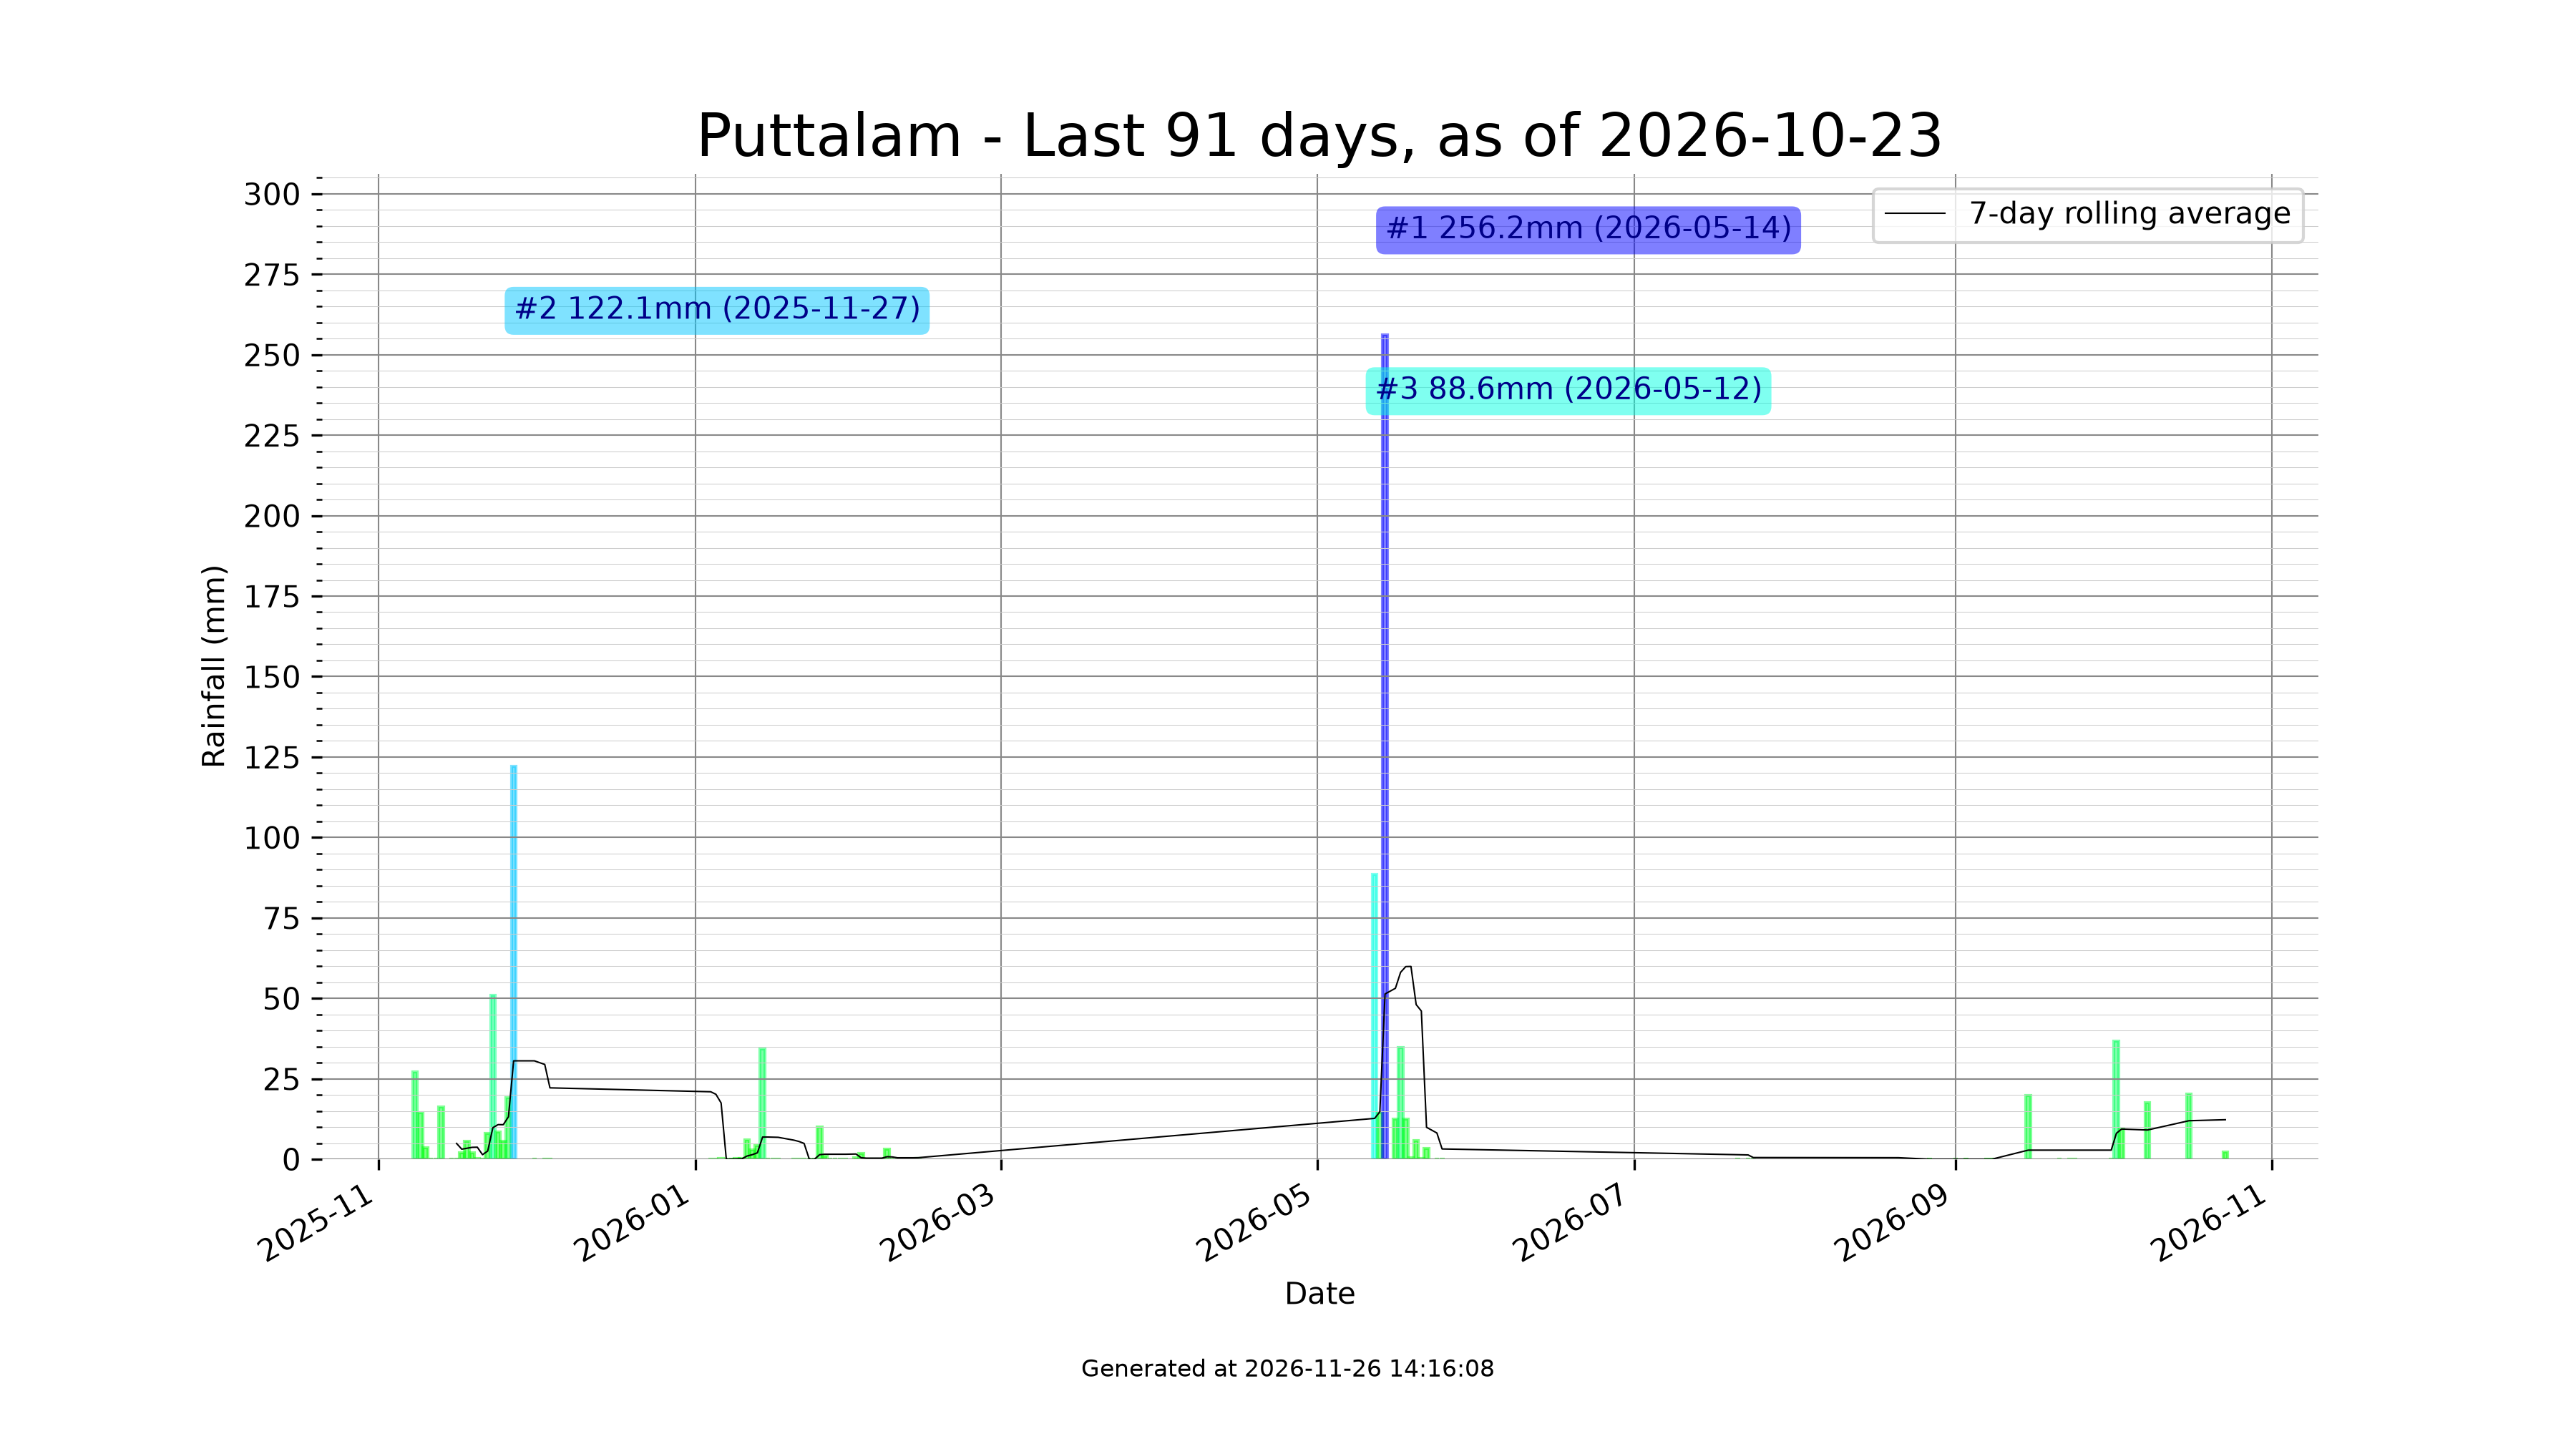 Puttalam - Last 91 days, as of 2026-10-23
7-day rolling average
#1 256.2mm (2026-05-14)
#2 122.1mm (2025-11-27)
#3 88.6mm (2026-05-12)
Rainfall (mm)
300
275
250
225
200
175
150
125
100
75
50
25
0
2025-11
2026-01
2026-03
2026-05
2026-07
2026-09
2026-11
Date
Generated at 2026-11-26 14:16:08